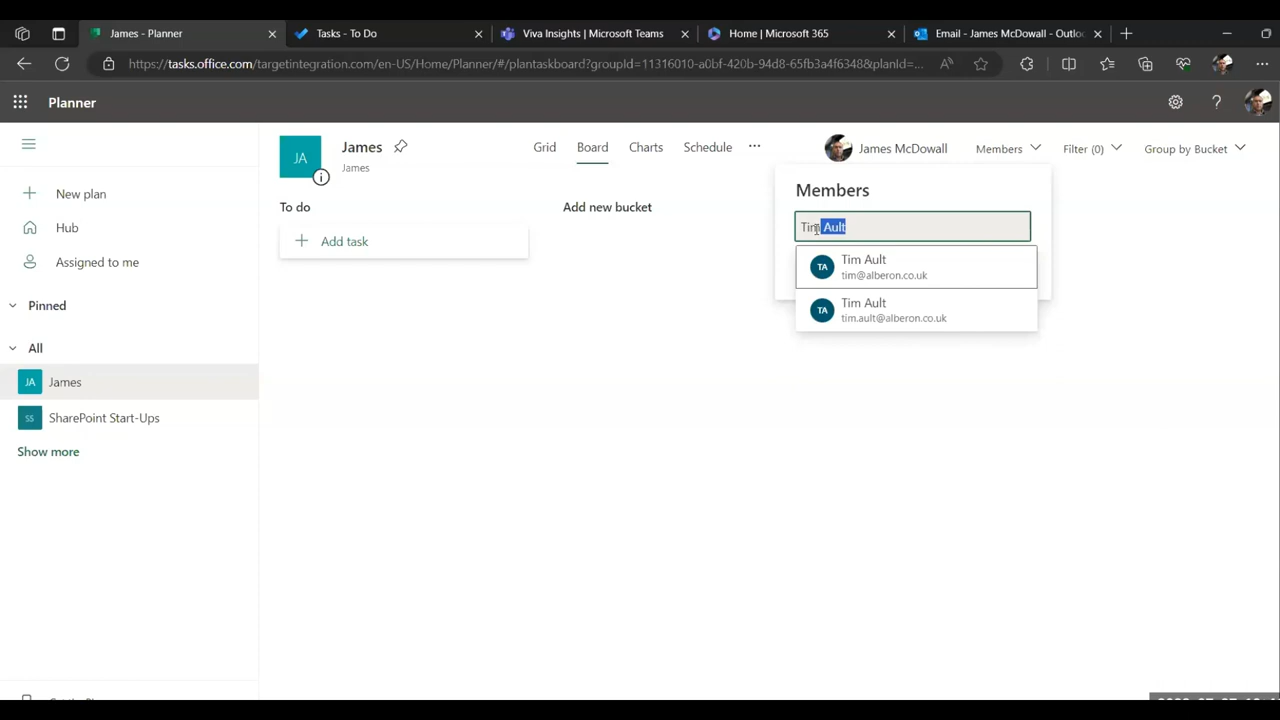 James - Planner
Tasks - To Do
Viva Insights | Microsoft Teams
Home | Microsoft 365
Email - James McDowall - Outloo
https://tasks.office.com/targetintegration.com/en-US/Home/Planner/#/plantaskboard?groupId=11316010-a0bf-420b-94d8-65fb3a4f6348&planId=...
Planner
New plan
Hub
Assigned to me
Pinned
All
JA James
SS SharePoint Start-Ups
Show more
JA
James
James
Grid
Board
Charts
Schedule
James McDowall
Members
Filter (0)
Group by Bucket
To do
Add task
Add new bucket
Members
Tim Ault
TA
Tim Ault
tim@alberon.co.uk
TA
Tim Ault
tim.ault@alberon.co.uk